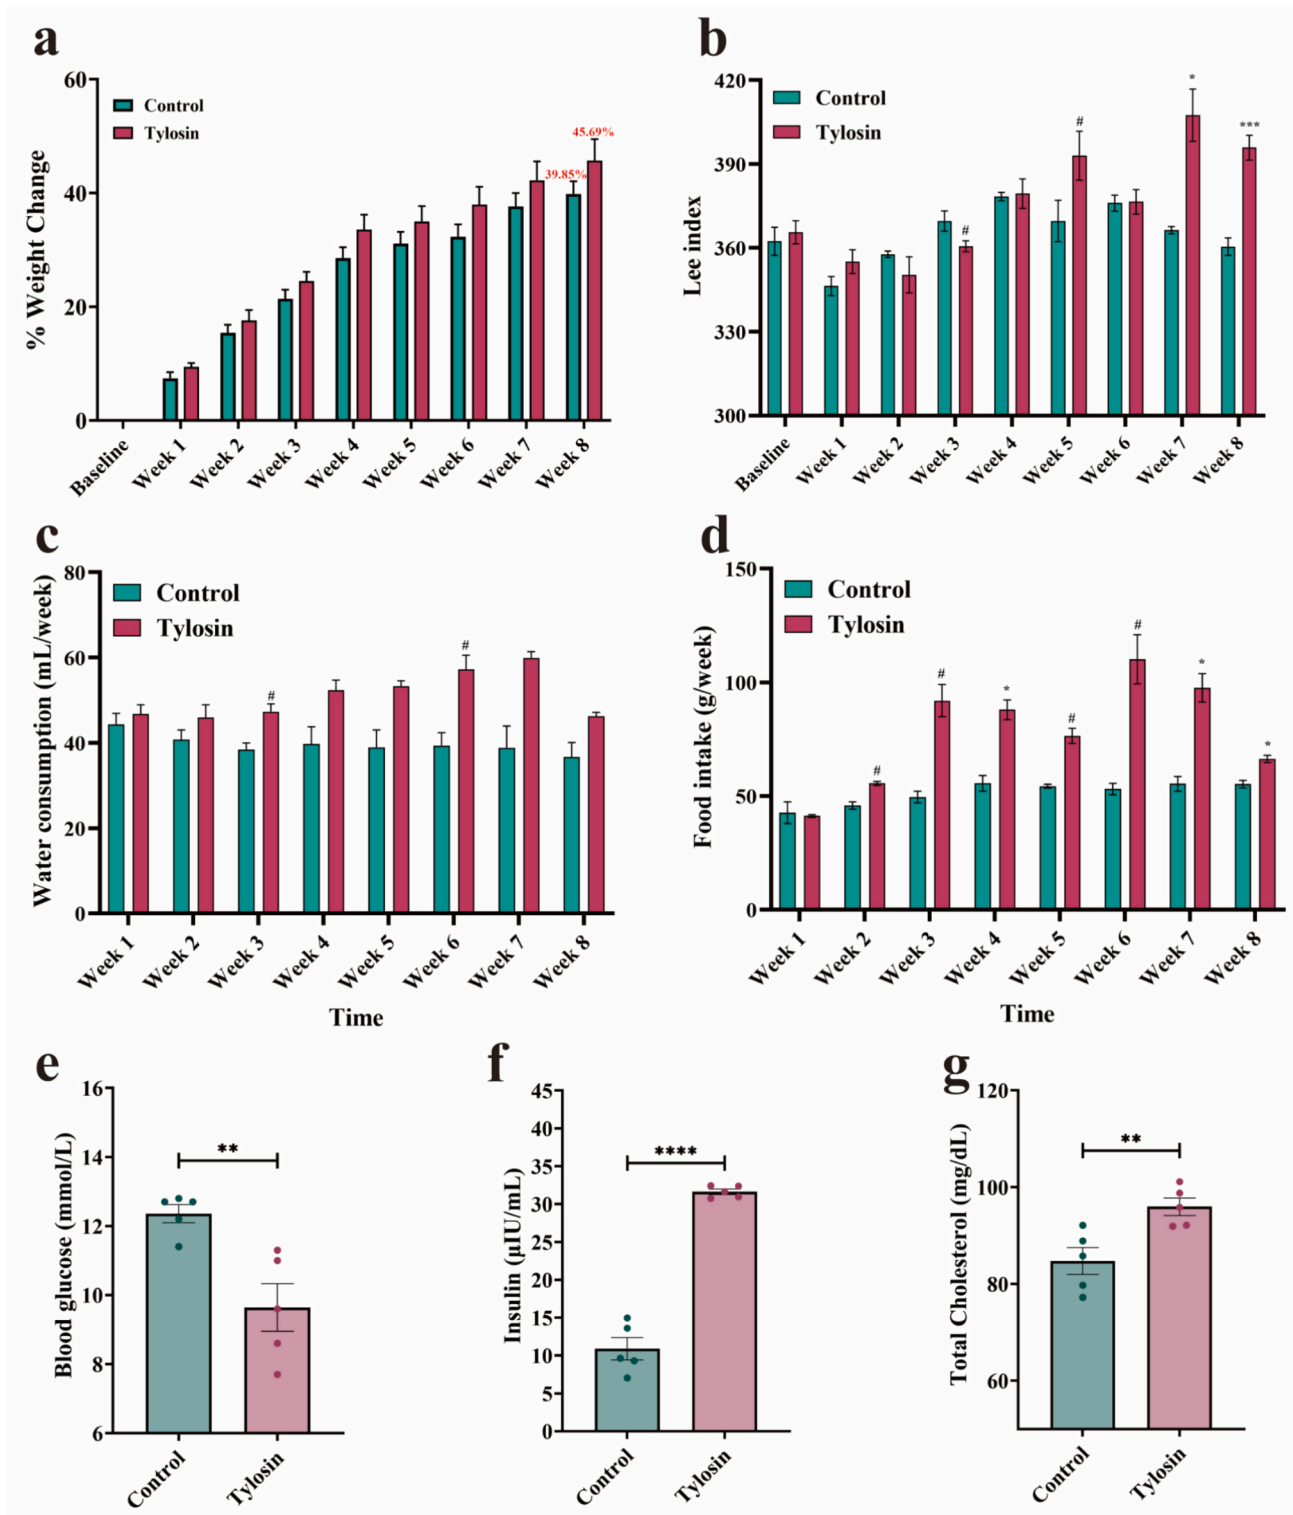 a
% Weight Change
60
40
20
0
Control
Tylosin
39.85%
45.69%
Baseline
Week 1
Week 2
Week 3
Week 4
Week 5
Week 6
Week 7
Week 8
b
Lee index
420
390
360
330
300
Control
Tylosin
#
#
*
***
Baseline
Week 1
Week 2
Week 3
Week 4
Week 5
Week 6
Week 7
Week 8
c
Water consumption (mL/week)
80
60
40
20
0
Control
Tylosin
#
#
Week 1
Week 2
Week 3
Week 4
Week 5
Week 6
Week 7
Week 8
Time
d
Food intake (g/week)
150
100
50
0
Control
Tylosin
#
#
*
#
#
*
*
Week 1
Week 2
Week 3
Week 4
Week 5
Week 6
Week 7
Week 8
Time
e
Blood glucose (mmol/L)
16
14
12
10
8
6
**
Control
Tylosin
f
Insulin (μIU/mL)
45
40
35
30
25
20
15
10
5
0
****
Control
Tylosin
g
Total Cholesterol (mg/dL)
120
100
80
60
**
Control
Tylosin